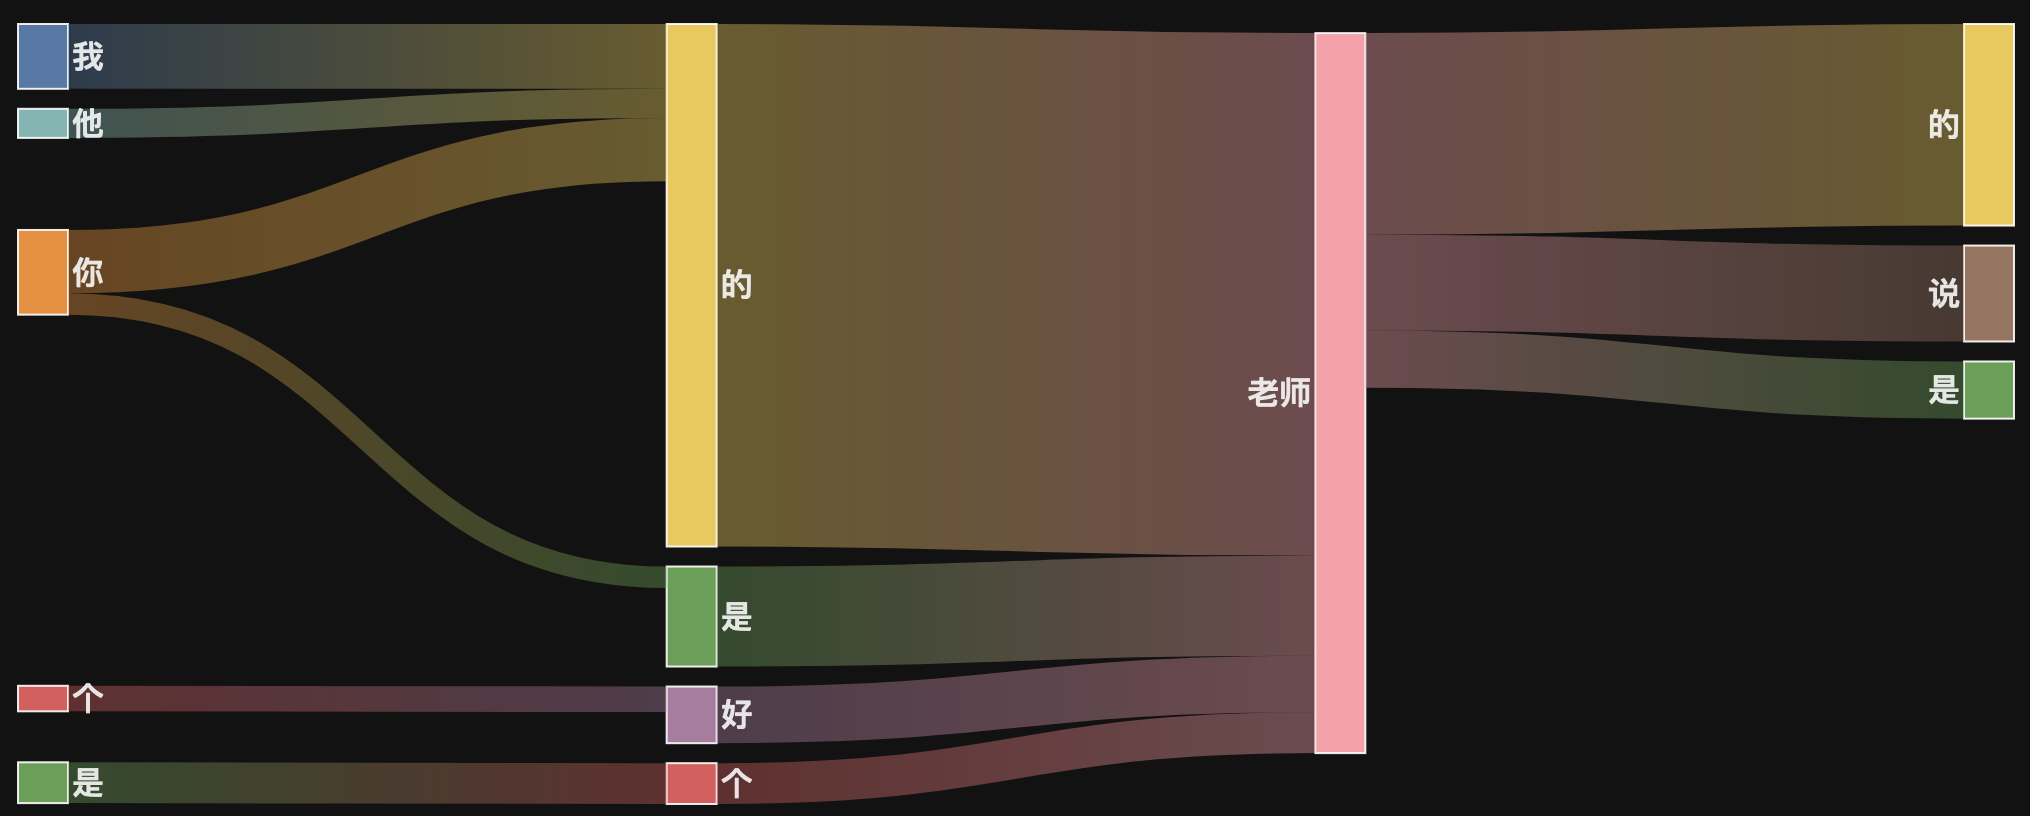 我
他
你
个
是
的
是
好
个
老师
的
说
是